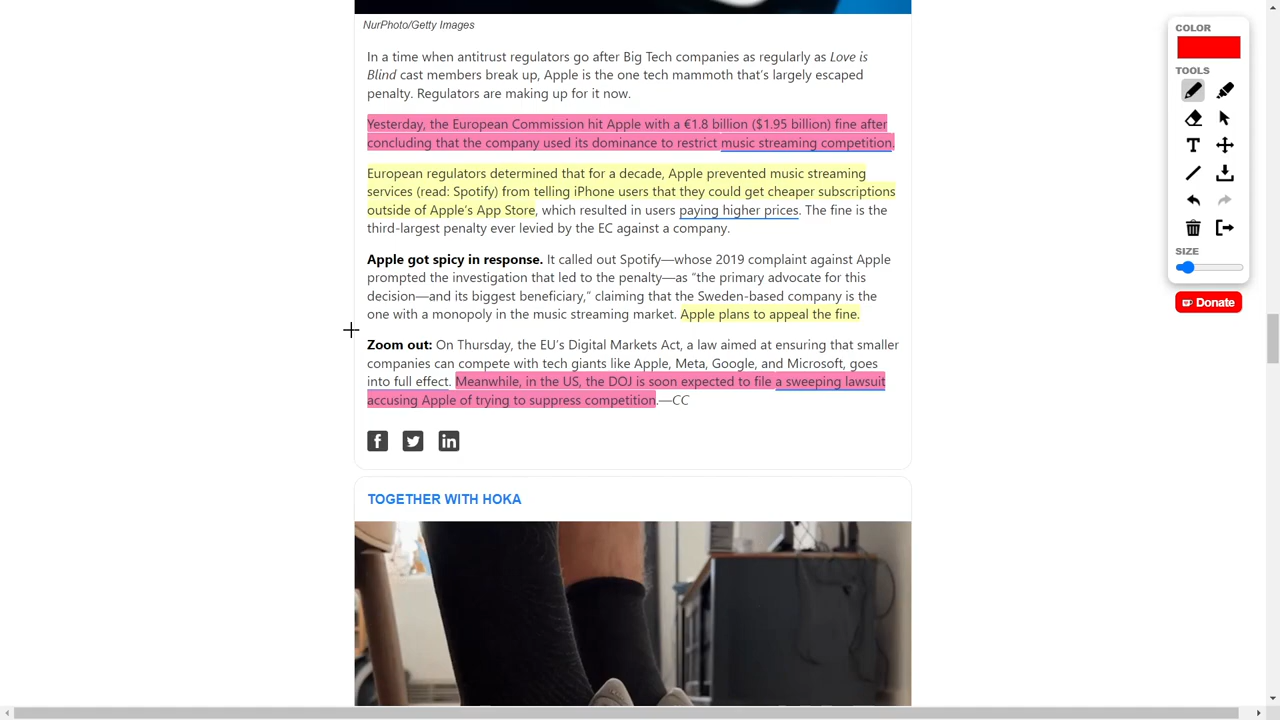 NurPhoto/Getty Images
In a time when antitrust regulators go after Big Tech companies as regularly as Love is
Blind cast members break up, Apple is the one tech mammoth that's largely escaped
penalty. Regulators are making up for it now.
Yesterday, the European Commission hit Apple with a €1.8 billion ($1.95 billion) fine after
concluding that the company used its dominance to restrict music streaming competition.
European regulators determined that for a decade, Apple prevented music streaming
services (read: Spotify) from telling iPhone users that they could get cheaper subscriptions
outside of Apple's App Store, which resulted in users paying higher prices. The fine is the
third-largest penalty ever levied by the EC against a company.
Apple got spicy in response. It called out Spotify—whose 2019 complaint against Apple
prompted the investigation that led to the penalty—as "the primary advocate for this
decision—and its biggest beneficiary," claiming that the Sweden-based company is the
one with a monopoly in the music streaming market. Apple plans to appeal the fine.
Zoom out: On Thursday, the EU's Digital Markets Act, a law aimed at ensuring that smaller
companies can compete with tech giants like Apple, Meta, Google, and Microsoft, goes
into full effect. Meanwhile, in the US, the DOJ is soon expected to file a sweeping lawsuit
accusing Apple of trying to suppress competition.—CC
TOGETHER WITH HOKA
COLOR
TOOLS
T
SIZE
Donate